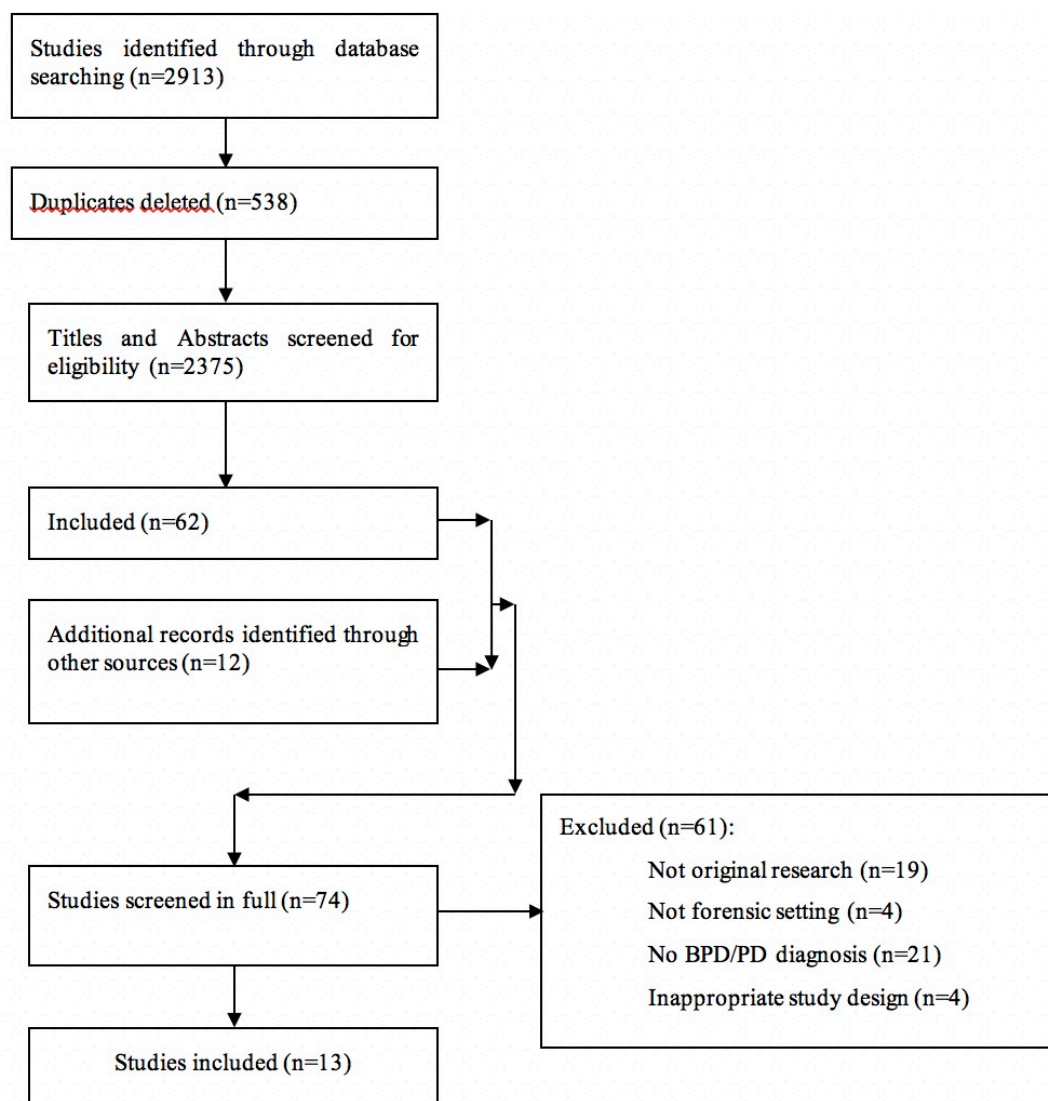 Studies identified through database
searching (n=2913)
Duplicates deleted (n=538)
Titles and Abstracts screened for
eligibility (n=2375)
Included (n=62)
Additional records identified through
other sources (n=12)
Excluded (n=61):
Not original research (n=19)
Not forensic setting (n=4)
No BPD/PD diagnosis (n=21)
Inappropriate study design (n=4)
Studies screened in full (n=74)
Studies included (n=13)